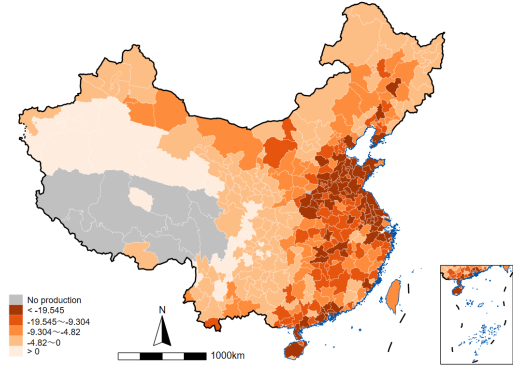 N
No production
< -19.545
-19.545～-9.304
-9.304～-4.82
-4.82～0
> 0
1000km